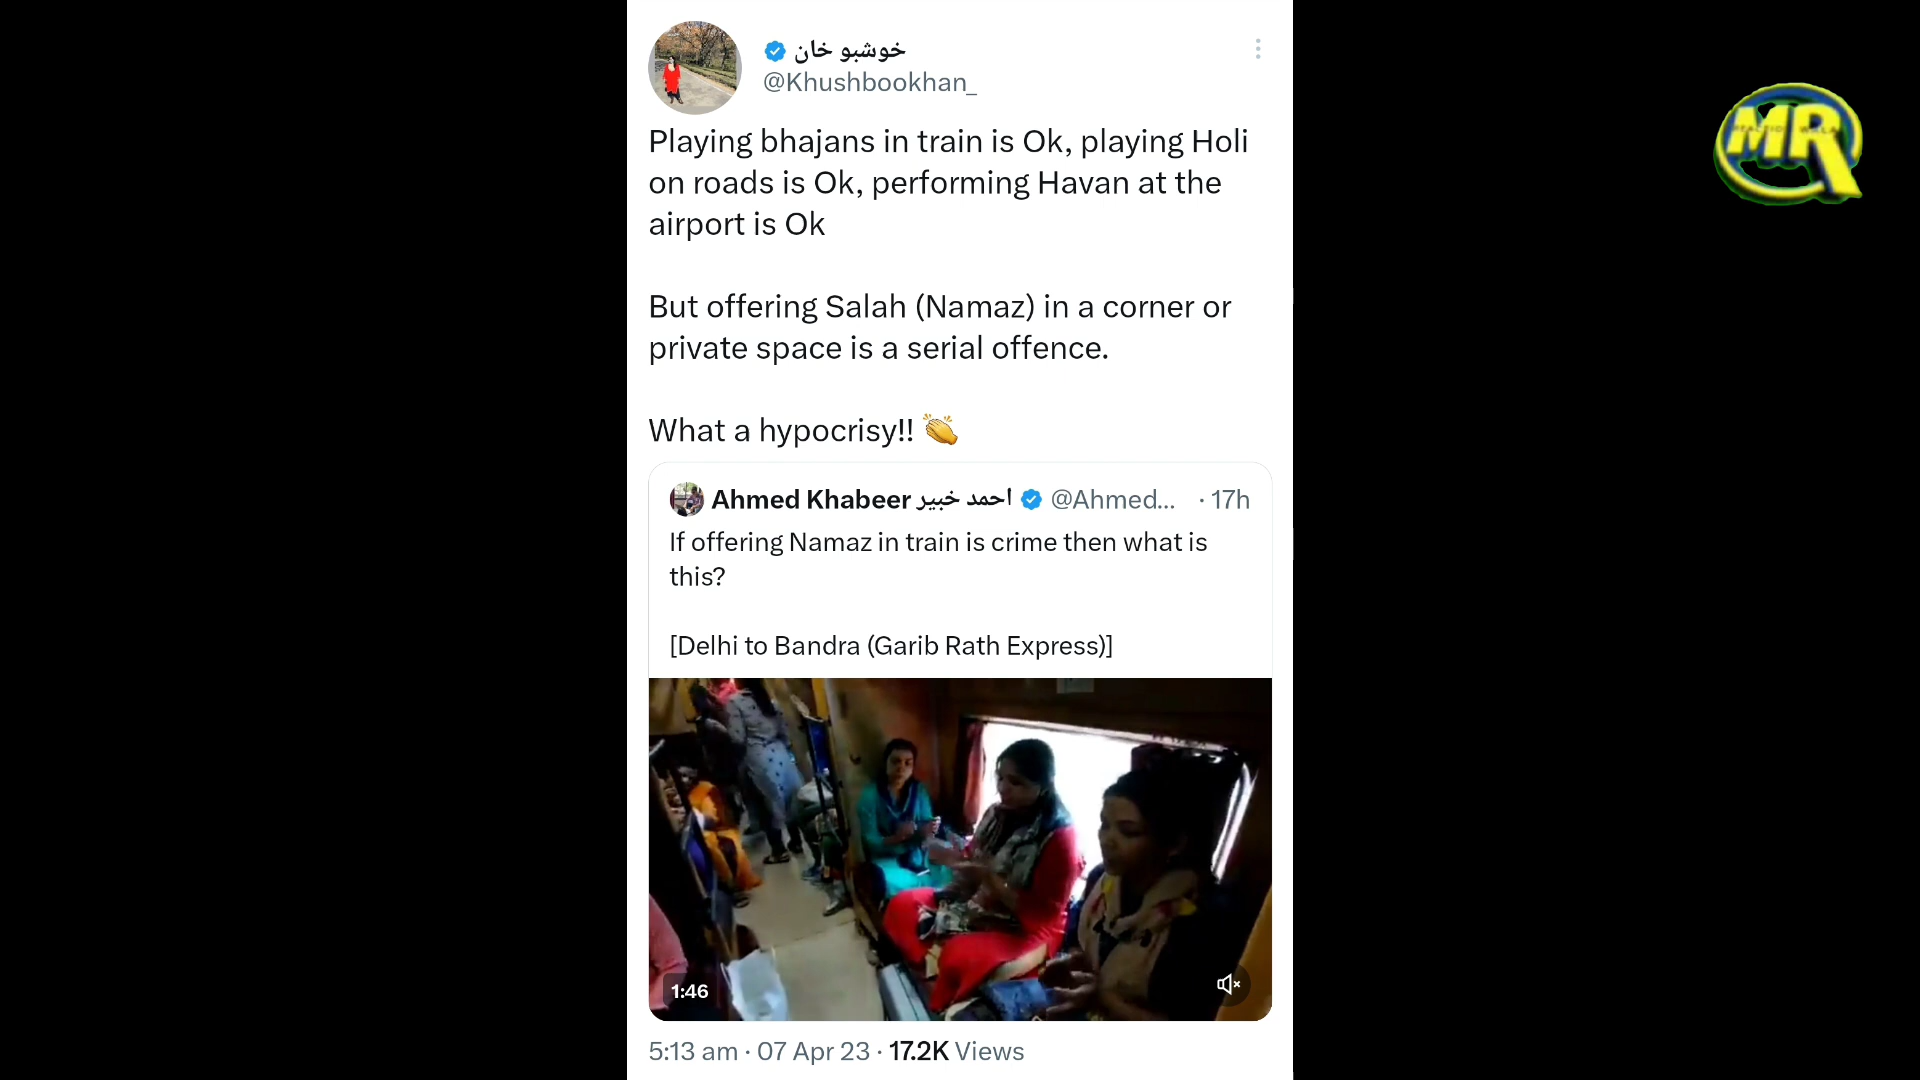 خوشبو خان
@Khushbookhan_
Playing bhajans in train is Ok, playing Holi
on roads is Ok, performing Havan at the
airport is Ok
But offering Salah (Namaz) in a corner or
private space is a serial offence.
What a hypocrisy!! 👏
Ahmed Khabeer احمد خبیر @Ahmed... · 17h
If offering Namaz in train is crime then what is
this?
[Delhi to Bandra (Garib Rath Express)]
1:46
5:13 am · 07 Apr 23 · 17.2K Views
MR
REACTION WALA